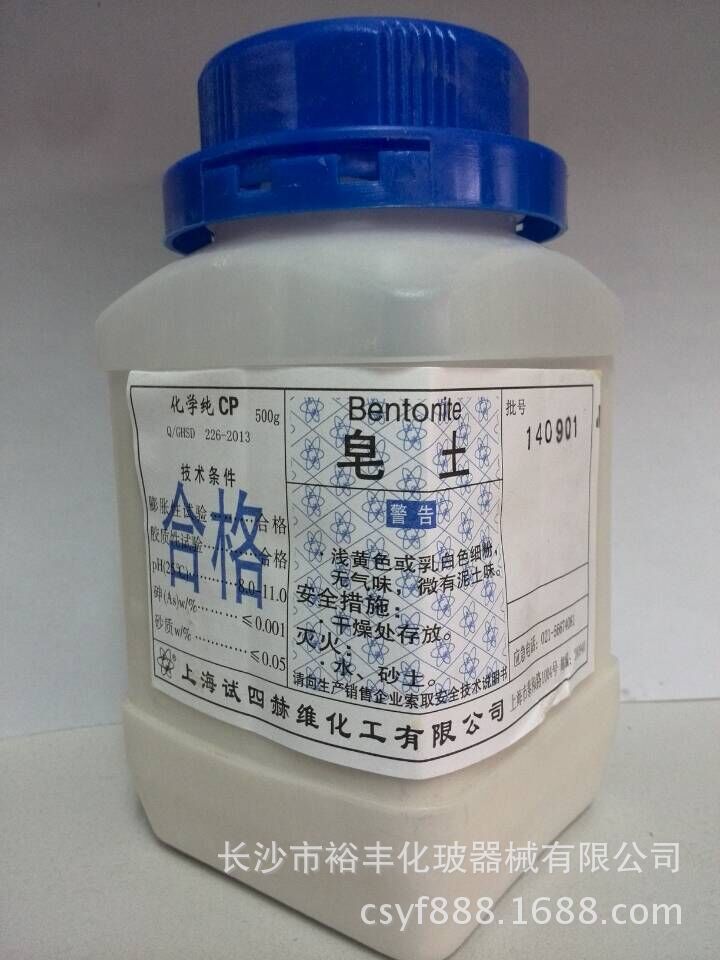 化学纯 CP 500g
Q/GHSD 226-2013
技术条件
膨胀性试验………合格
胶质性试验………合格
pH(25℃)………8.0-11.0
砷(As)w/%………≤0.001
砂质w/%………≤0.05
合格
Bentonite
皂土
警告
·浅黄色或乳白色细粉,
无气味，微有泥土味。
安全措施：
·干燥处存放。
灭火：
·水、砂土。
请向生产销售企业索取安全技术说明书
批号
140901
应急电话：
上海试四赫维化工有限公司
长沙市裕丰化玻器械有限公司
csyf888.1688.com